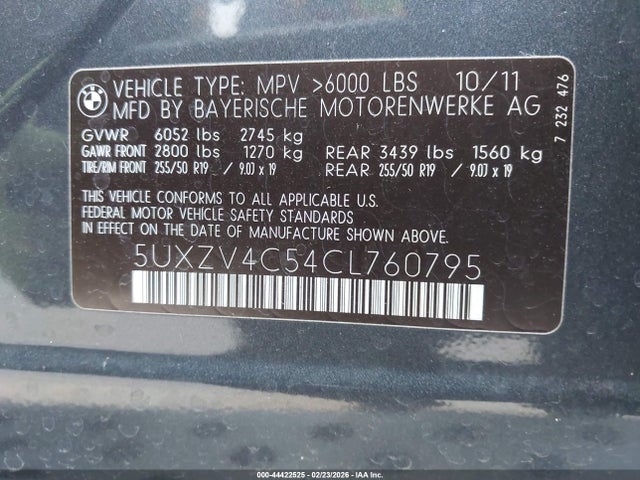 BMW
VEHICLE TYPE: MPV >6000 LBS 10/11
MFD BY BAYERISCHE MOTORENWERKE AG
GVWR 6052 lbs 2745 kg
GAWR FRONT 2800 lbs 1270 kg REAR 3439 lbs 1560 kg
TIRE/RIM FRONT 255/50 R19 / 9.0J x 19 REAR 255/50 R19 / 9.0J x 19
THIS VEHICLE CONFORMS TO ALL APPLICABLE U.S.
FEDERAL MOTOR VEHICLE SAFETY STANDARDS
IN EFFECT ON THE DATE OF MANUFACTURE SHOWN ABOVE
5UXZV4C54CL760795
7 232 476
000-44422525 - 02/23/2026 - IAA Inc.